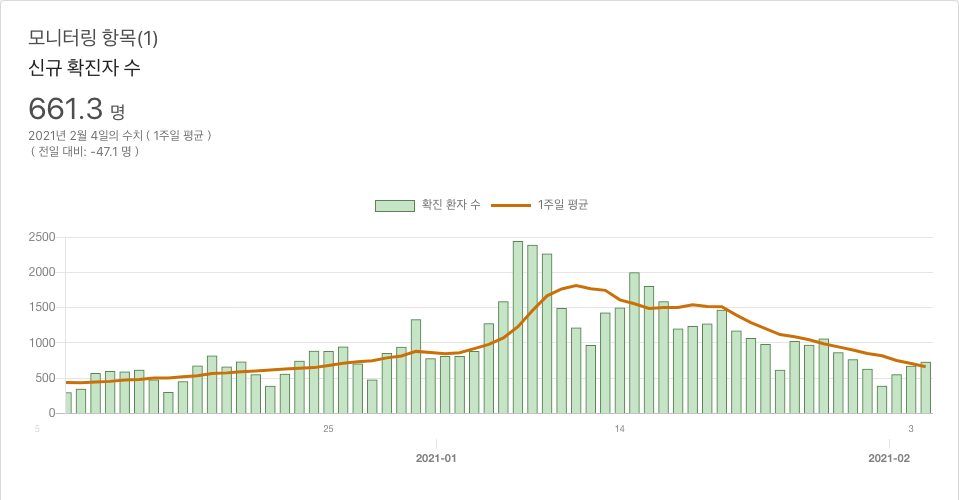 모니터링 항목(1)
신규 확진자 수
661.3 명
2021년 2월 4일의 수치 ( 1주일 평균 )
( 전일 대비: -47.1 명 )
확진 환자 수 1주일 평균
2500
2000
1500
1000
500
0
5 25 14 3
2021-01 2021-02